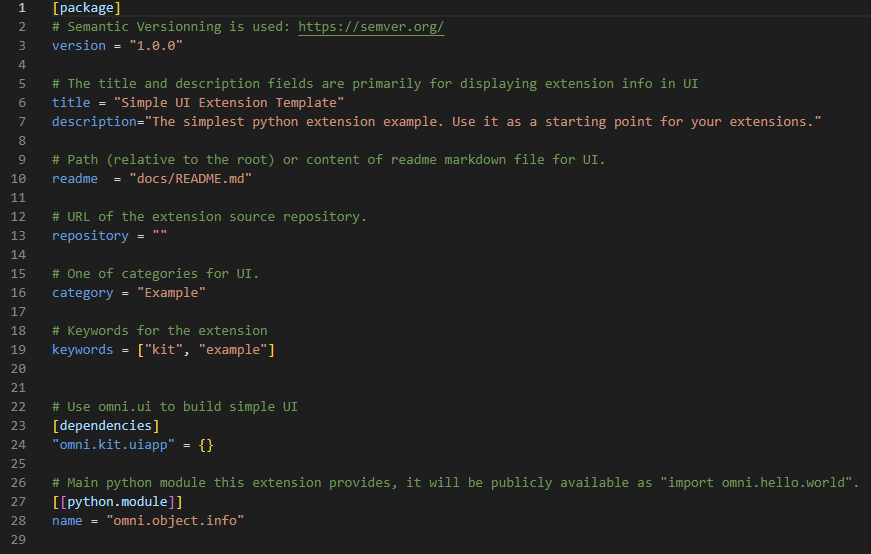 1 [package]
2 # Semantic Versionning is used: https://semver.org/
3 version = "1.0.0"
4
5 # The title and description fields are primarily for displaying extension info in UI
6 title = "Simple UI Extension Template"
7 description="The simplest python extension example. Use it as a starting point for your extensions."
8
9 # Path (relative to the root) or content of readme markdown file for UI.
10 readme  = "docs/README.md"
11
12 # URL of the extension source repository.
13 repository = ""
14
15 # One of categories for UI.
16 category = "Example"
17
18 # Keywords for the extension
19 keywords = ["kit", "example"]
20
21
22 # Use omni.ui to build simple UI
23 [dependencies]
24 "omni.kit.uiapp" = {}
25
26 # Main python module this extension provides, it will be publicly available as "import omni.hello.world".
27 [[python.module]]
28 name = "omni.object.info"
29